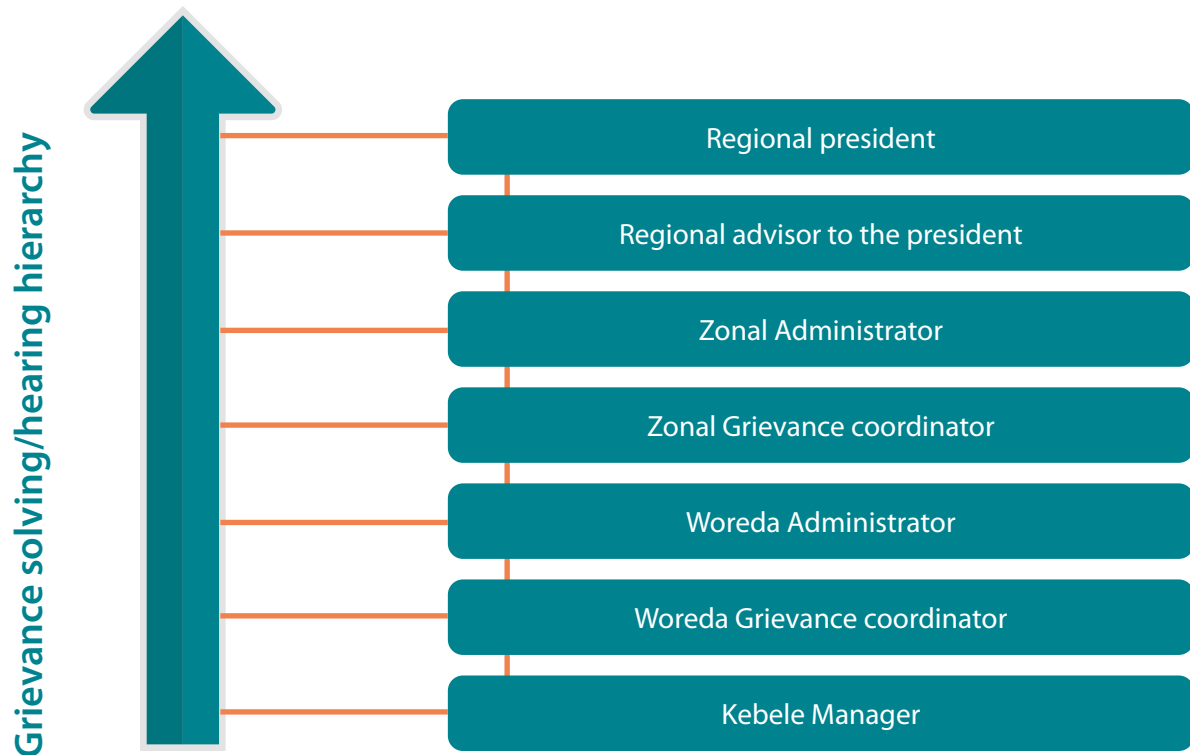 Grievance solving/hearing hierarchy
Regional president
Regional advisor to the president
Zonal Administrator
Zonal Grievance coordinator
Woreda Administrator
Woreda Grievance coordinator
Kebele Manager